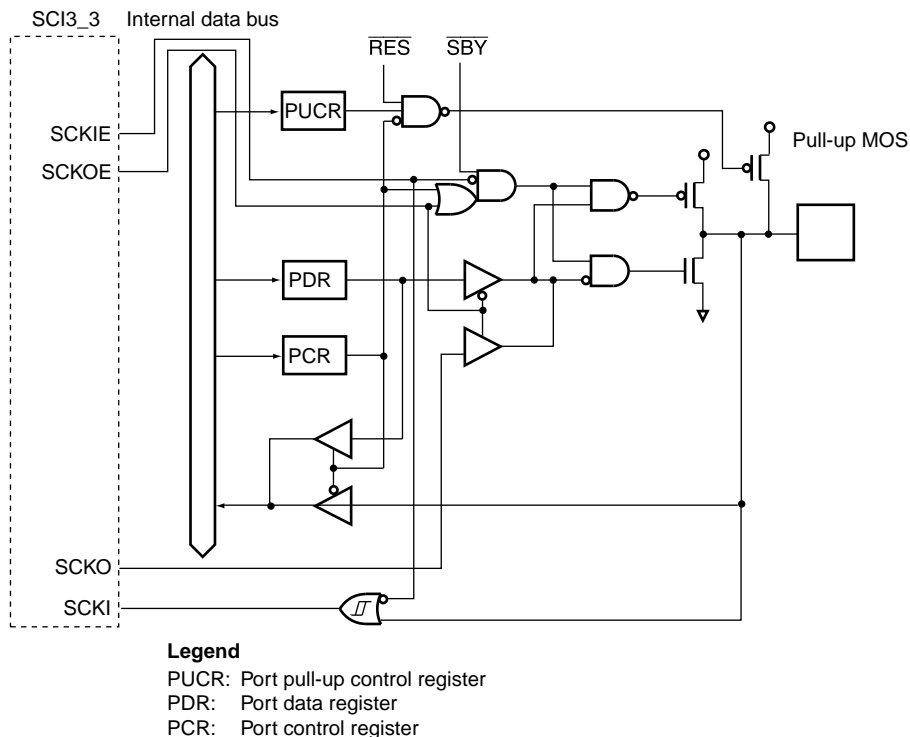 SCI3_3 Internal data bus
RES SBY
PUCR
Pull-up MOS
SCKIE
SCKOE
PDR
PCR
SCKO
SCKI
Legend
PUCR: Port pull-up control register
PDR: Port data register
PCR: Port control register